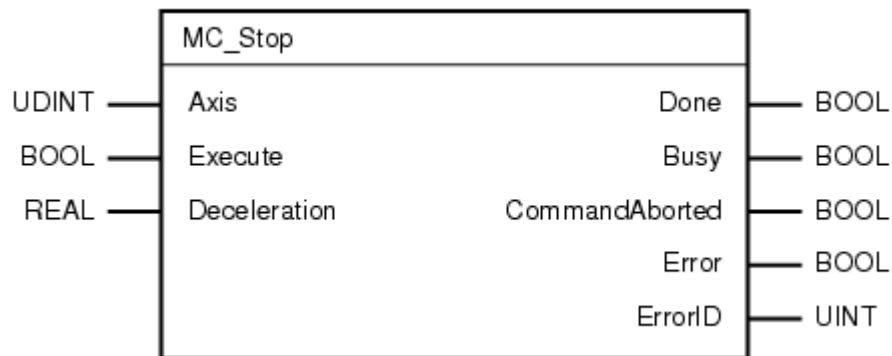 MC_Stop
UDINT Axis Done BOOL
BOOL Execute Busy BOOL
REAL Deceleration CommandAborted BOOL
Error BOOL
ErrorID UINT